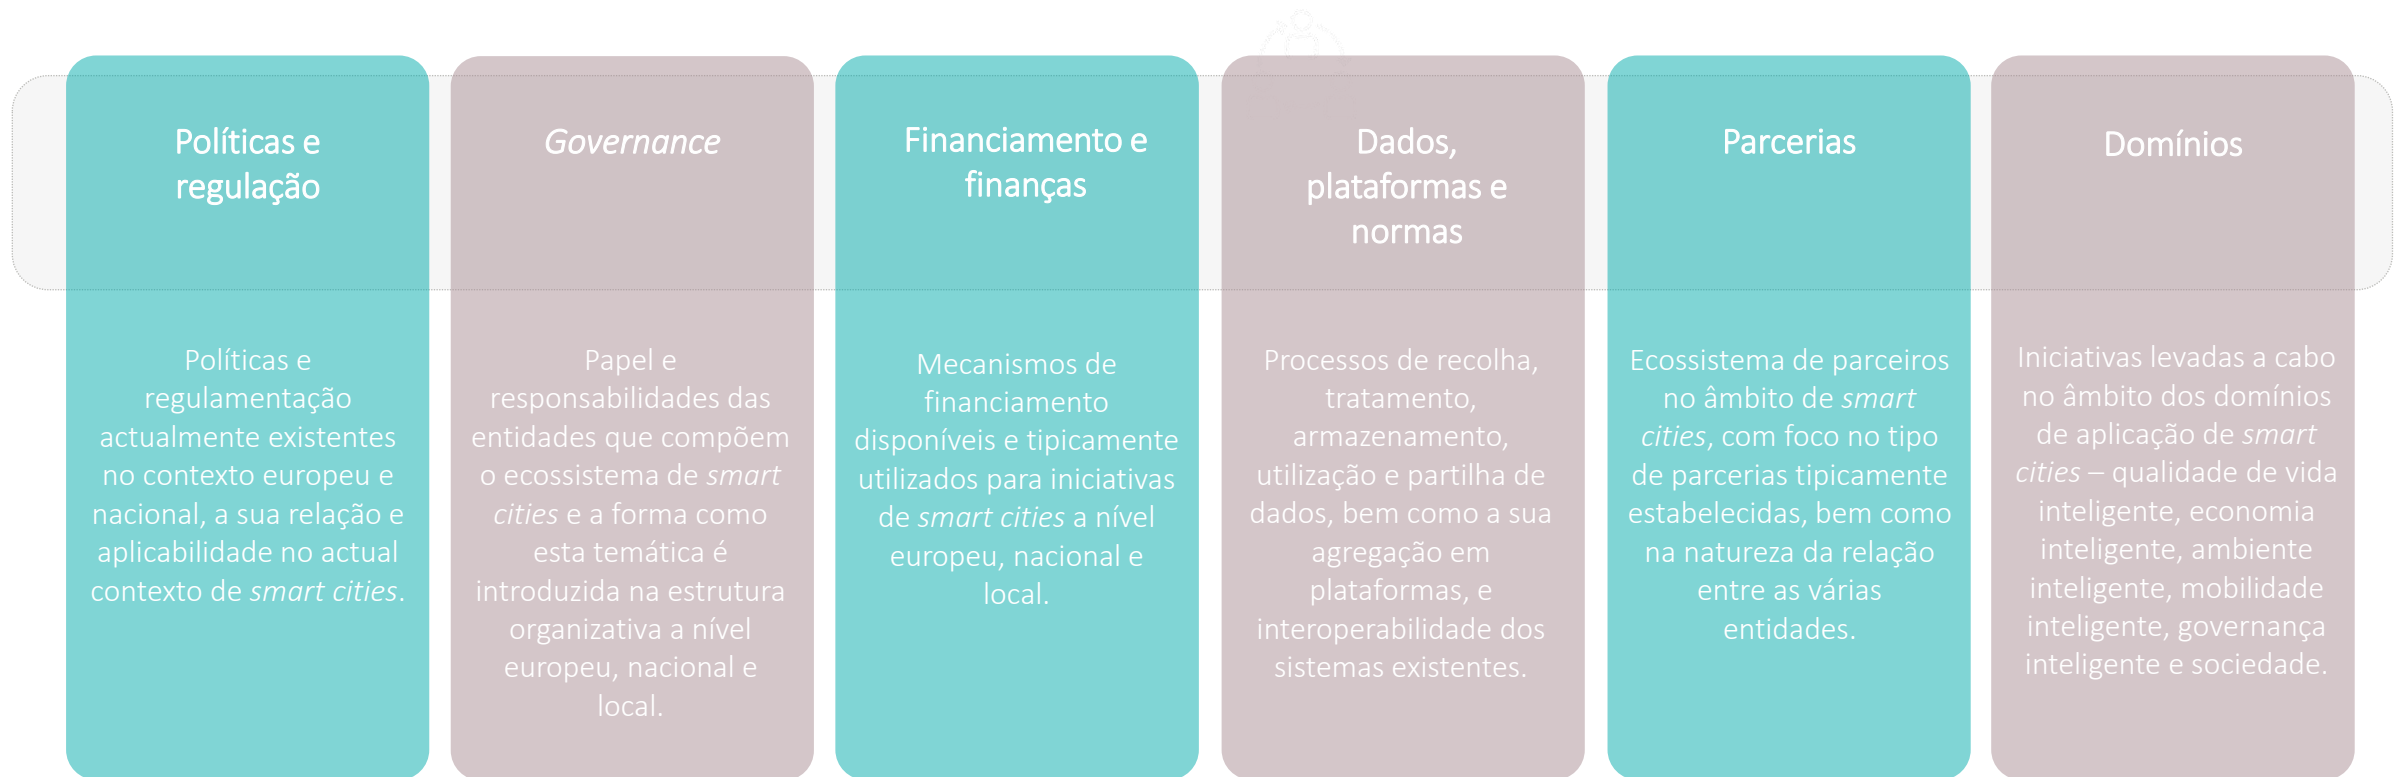 Políticas e
regulação
Políticas e
regulamentação
actualmente existentes
no contexto europeu e
nacional, a sua relação e
aplicabilidade no actual
contexto de smart cities.
Governance
Papel e
responsabilidades das
entidades que compõem
o ecossistema de smart
cities e a forma como
esta temática é
introduzida na estrutura
organizativa a nível
europeu, nacional e
local.
Financiamento e
finanças
Mecanismos de
financiamento
disponíveis e tipicamente
utilizados para iniciativas
de smart cities a nível
europeu, nacional e
local.
Dados,
plataformas e
normas
Processos de recolha,
tratamento,
armazenamento,
utilização e partilha de
dados, bem como a sua
agregação em
plataformas, e
interoperabilidade dos
sistemas existentes.
Parcerias
Ecossistema de parceiros
no âmbito de smart
cities, com foco no tipo
de parcerias tipicamente
estabelecidas, bem como
na natureza da relação
entre as várias
entidades.
Domínios
Iniciativas levadas a cabo
no âmbito dos domínios
de aplicação de smart
cities – qualidade de vida
inteligente, economia
inteligente, ambiente
inteligente, mobilidade
inteligente, governança
inteligente e sociedade.